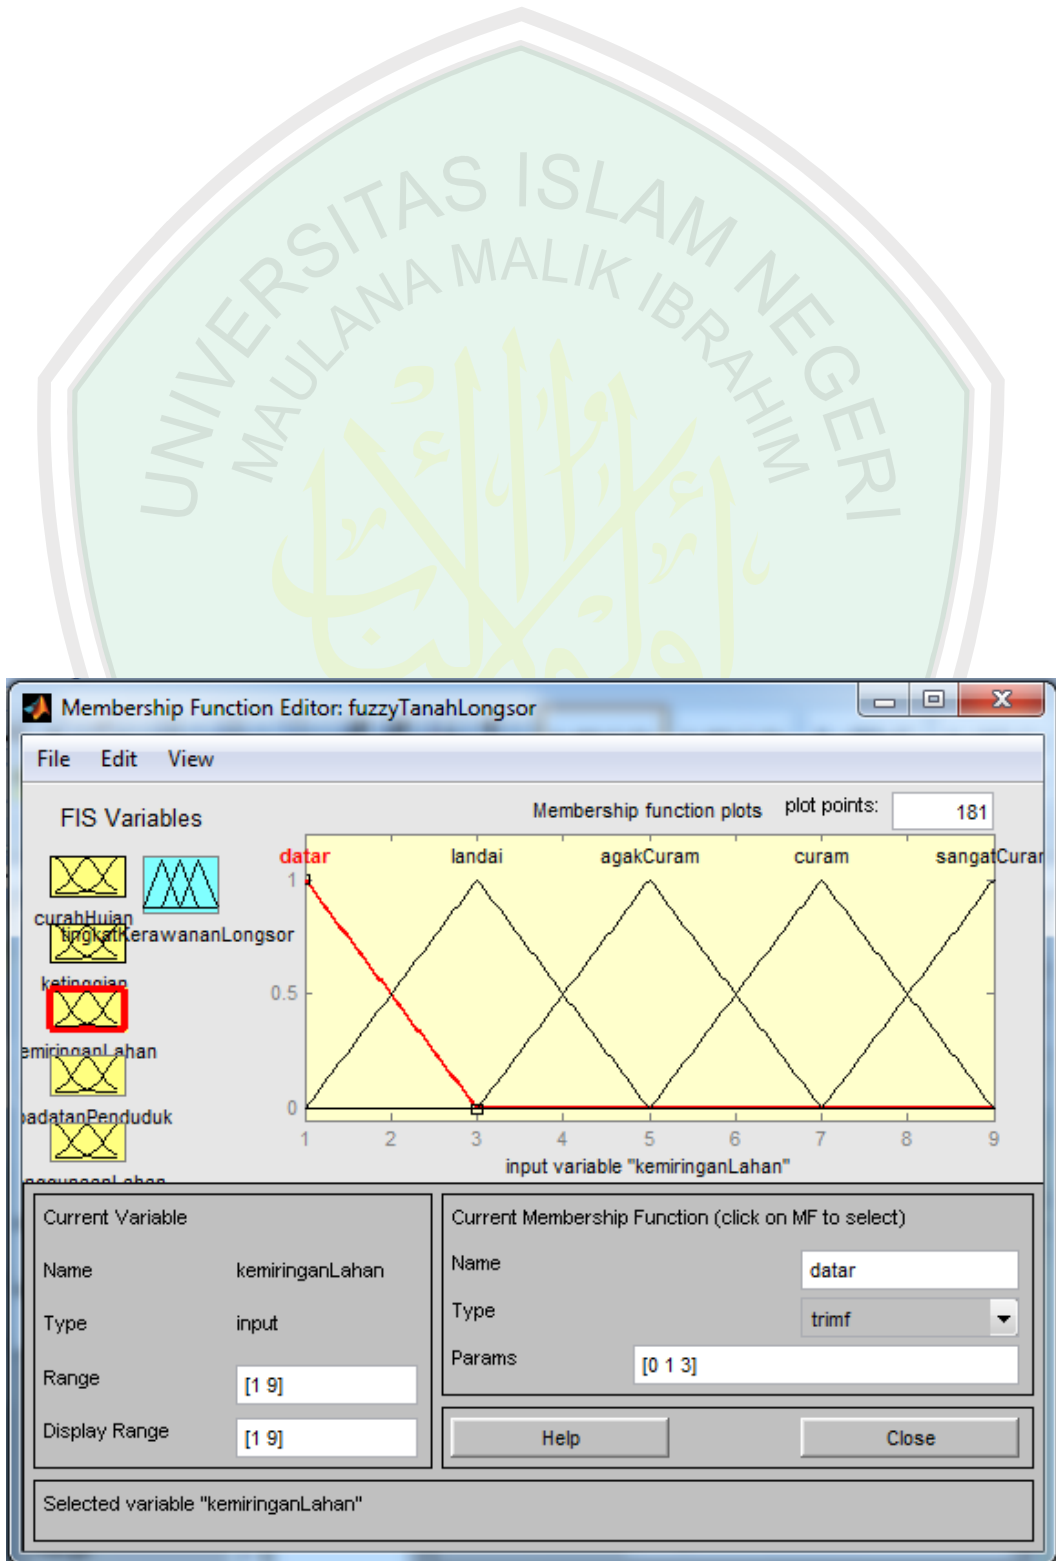 UNIVERSITAS ISLAM NEGERI
MAULANA MALIK IBRAHIM
Membership Function Editor: fuzzyTanahLongsor
File Edit View
FIS Variables
Membership function plots plot points: 181
curahHujan
tingkatKerawananLongsor
ketinggian
emiringanLahan
padatanPenduduk
datar landai agakCuram curam sangatCuram
1
0.5
0
1 2 3 4 5 6 7 8 9
input variable "kemiringanLahan"
Current Variable
Name kemiringanLahan
Type input
Range [1 9]
Display Range [1 9]
Current Membership Function (click on MF to select)
Name datar
Type trimf
Params [0 1 3]
Help Close
Selected variable "kemiringanLahan"